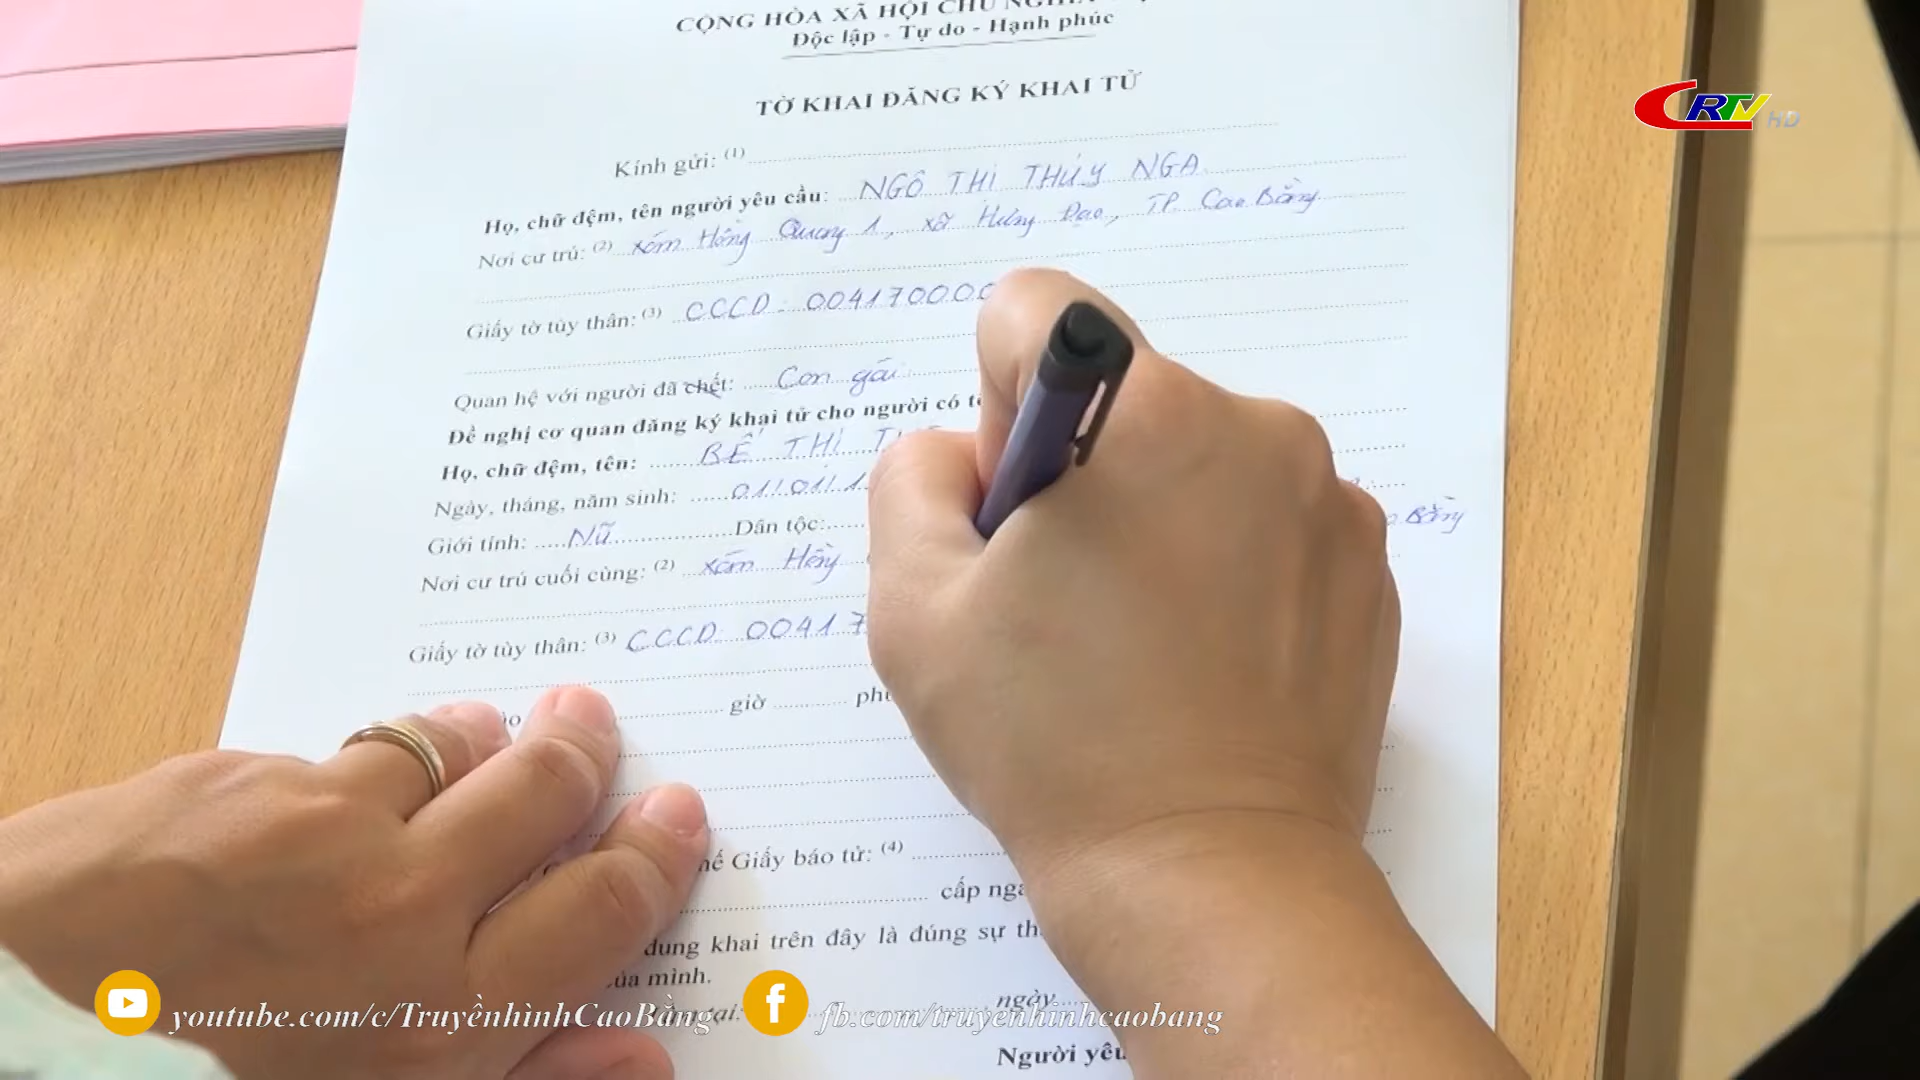 CỘNG HÒA XÃ HỘI CHỦ NGHĨA
Độc lập - Tự do - Hạnh phúc
CRTV HD
TỜ KHAI ĐĂNG KÝ KHAI TỬ
Kính gửi: (1)
Họ, chữ đệm, tên người yêu cầu: NGÔ THỊ THÚY NGA
Nơi cư trú: (2) xóm Hồng Quang 1, xã Hưng Đạo, TP. Cao Bằng
Giấy tờ tùy thân: (3) CCCD: 004170000
Quan hệ với người đã chết: Con gái
Đề nghị cơ quan đăng ký khai tử cho người có
Họ, chữ đệm, tên: BẾ THỊ
Ngày, tháng, năm sinh: 01/01/1
Giới tính: Nữ Dân tộc: Bằng
Nơi cư trú cuối cùng: (2) xóm Hồng
Giấy tờ tùy thân: (3) CCCD: 00417
giờ
Giấy báo tử: (4)
cấp
dung khai trên đây là đúng sự
của mình.
ngày
youtube.com/c/TruyềnhìnhCaoBằng fb.com/truyenhinhcaobang
Người